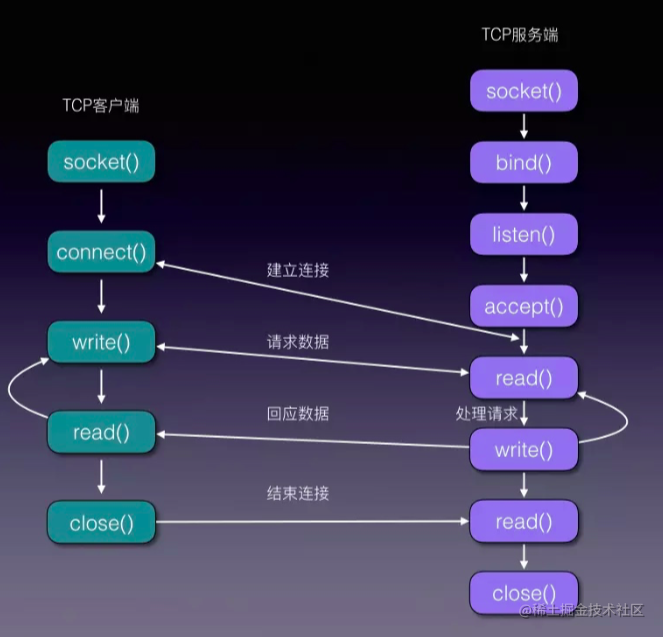 TCP服务端
socket()
TCP客户端
bind()
socket()
listen()
connect()
建立连接
accept()
write()
请求数据
read()
处理请求
回应数据
read()
write()
结束连接
close()
read()
close()
@稀土掘金技术社区